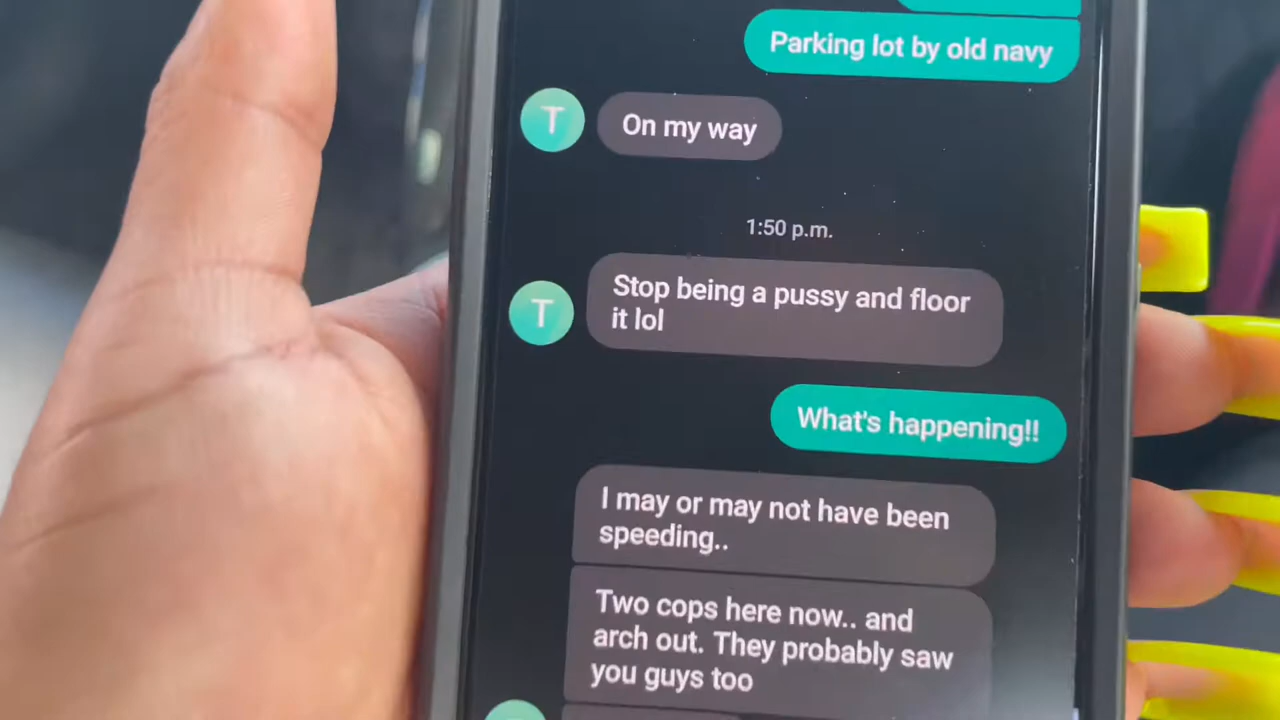 Parking lot by old navy
T
On my way
1:50 p.m.
Stop being a pussy and floor
it lol
T
What's happening!!
I may or may not have been
speeding..
Two cops here now.. and
arch out. They probably saw
you guys too